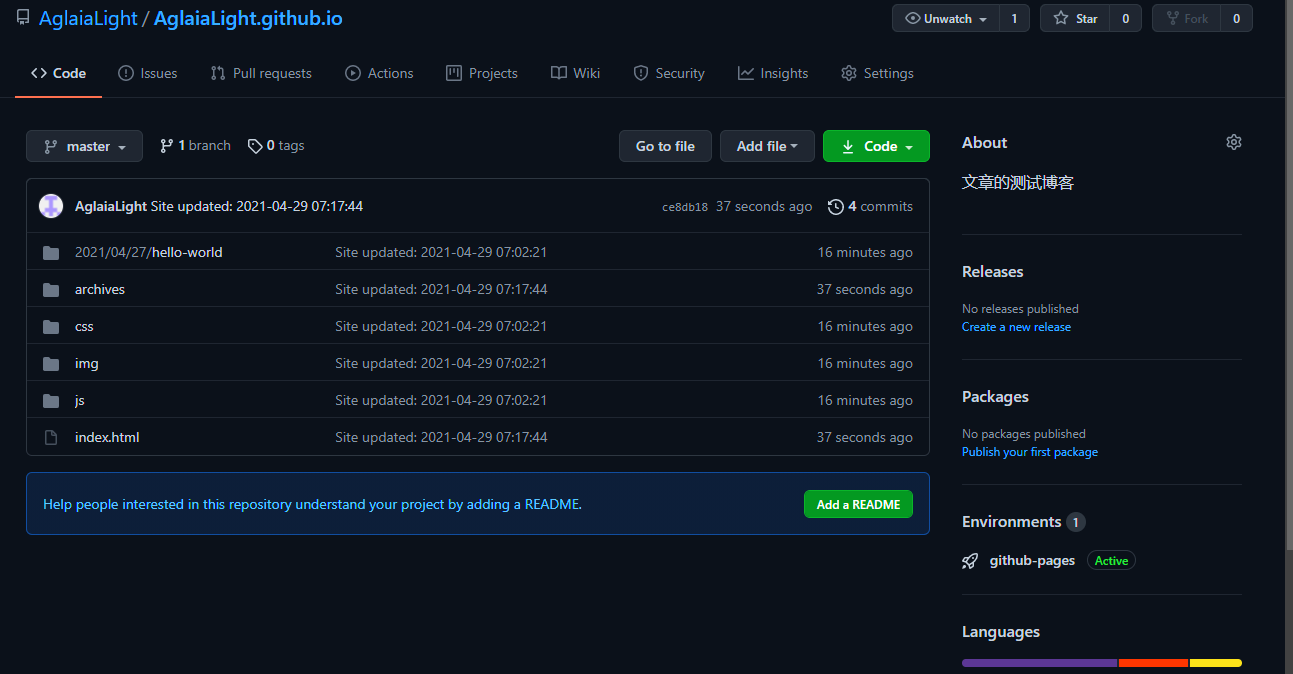 AglaiaLight / AglaiaLight.github.io
Unwatch 1 Star 0 Fork 0
Code Issues Pull requests Actions Projects Wiki Security Insights Settings
master 1 branch 0 tags Go to file Add file Code
AglaiaLight Site updated: 2021-04-29 07:17:44 ce8db18 37 seconds ago 4 commits
2021/04/27/hello-world Site updated: 2021-04-29 07:02:21 16 minutes ago
archives Site updated: 2021-04-29 07:17:44 37 seconds ago
css Site updated: 2021-04-29 07:02:21 16 minutes ago
img Site updated: 2021-04-29 07:02:21 16 minutes ago
js Site updated: 2021-04-29 07:02:21 16 minutes ago
index.html Site updated: 2021-04-29 07:17:44 37 seconds ago
Help people interested in this repository understand your project by adding a README. Add a README
About
文章的测试博客
Releases
No releases published
Create a new release
Packages
No packages published
Publish your first package
Environments 1
github-pages Active
Languages